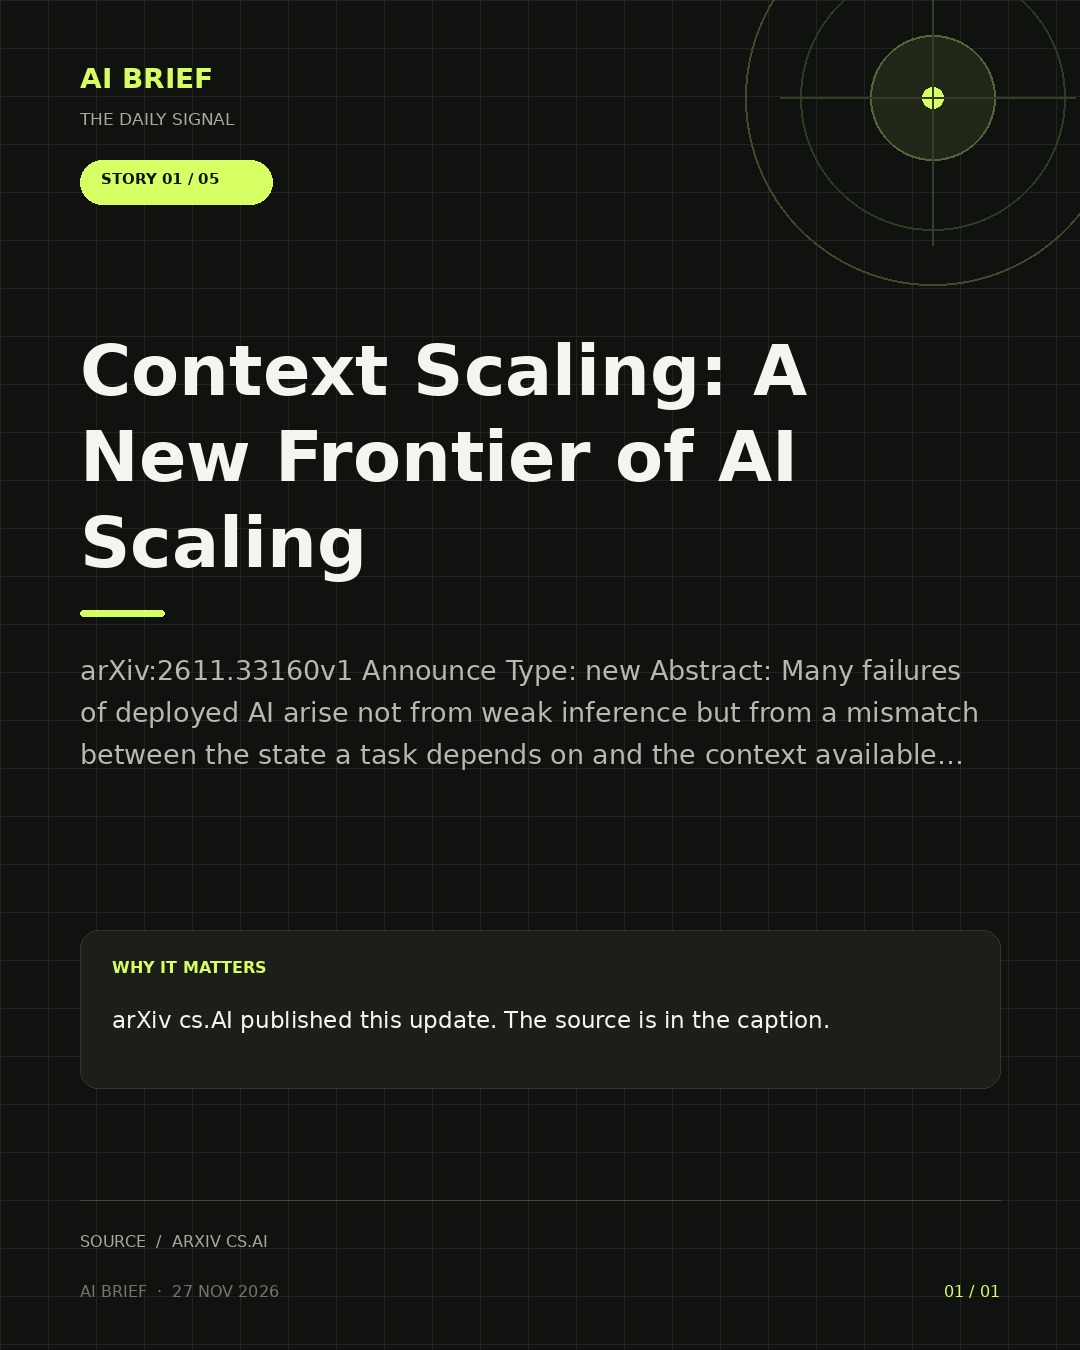 AI BRIEF
THE DAILY SIGNAL
STORY 01 / 05
Context Scaling: A
New Frontier of AI
Scaling
arXiv:2611.33160v1 Announce Type: new Abstract: Many failures
of deployed AI arise not from weak inference but from a mismatch
between the state a task depends on and the context available...
WHY IT MATTERS
arXiv cs.AI published this update. The source is in the caption.
SOURCE / ARXIV CS.AI
AI BRIEF · 27 NOV 2026
01 / 01